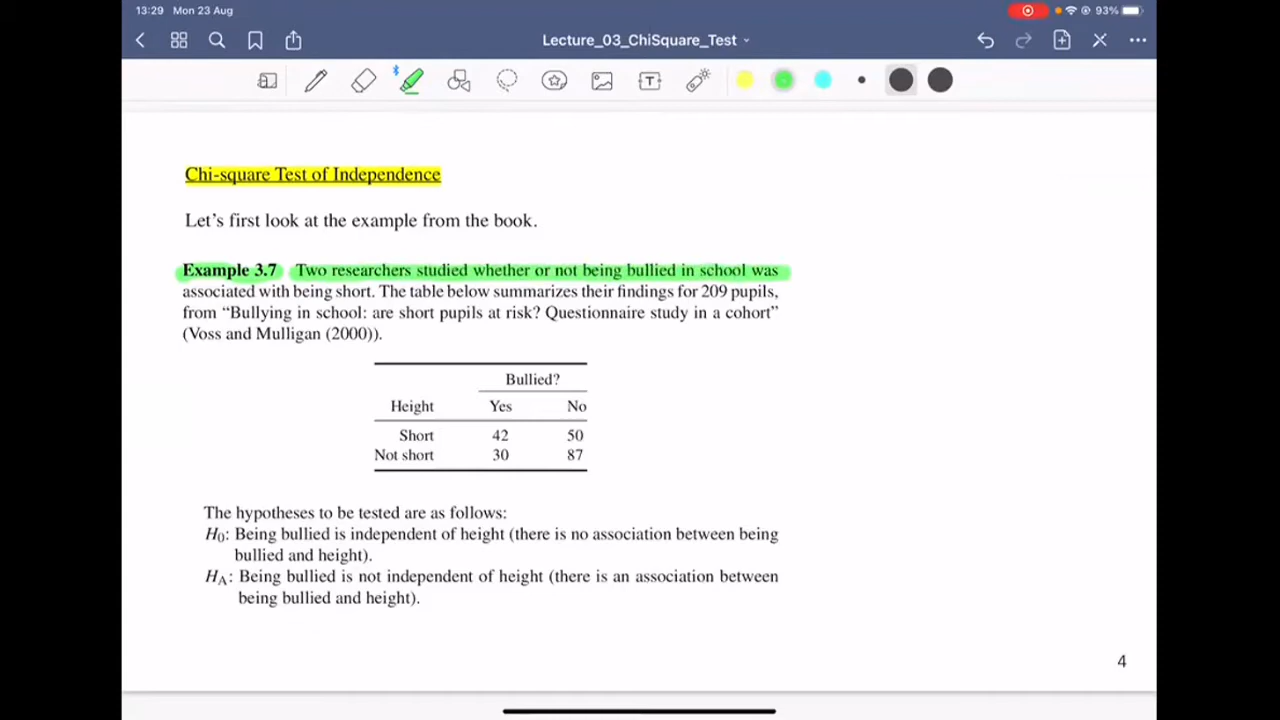 13:29 Mon 23 Aug
93%
Lecture_03_ChiSquare_Test
T
Chi-square Test of Independence
Let's first look at the example from the book.
Example 3.7 Two researchers studied whether or not being bullied in school was
associated with being short. The table below summarizes their findings for 209 pupils,
from “Bullying in school: are short pupils at risk? Questionnaire study in a cohort”
(Voss and Mulligan (2000)).
Bullied?
Height Yes No
Short 42 50
Not short 30 87
The hypotheses to be tested are as follows:
H0: Being bullied is independent of height (there is no association between being
bullied and height).
HA: Being bullied is not independent of height (there is an association between
being bullied and height).
4